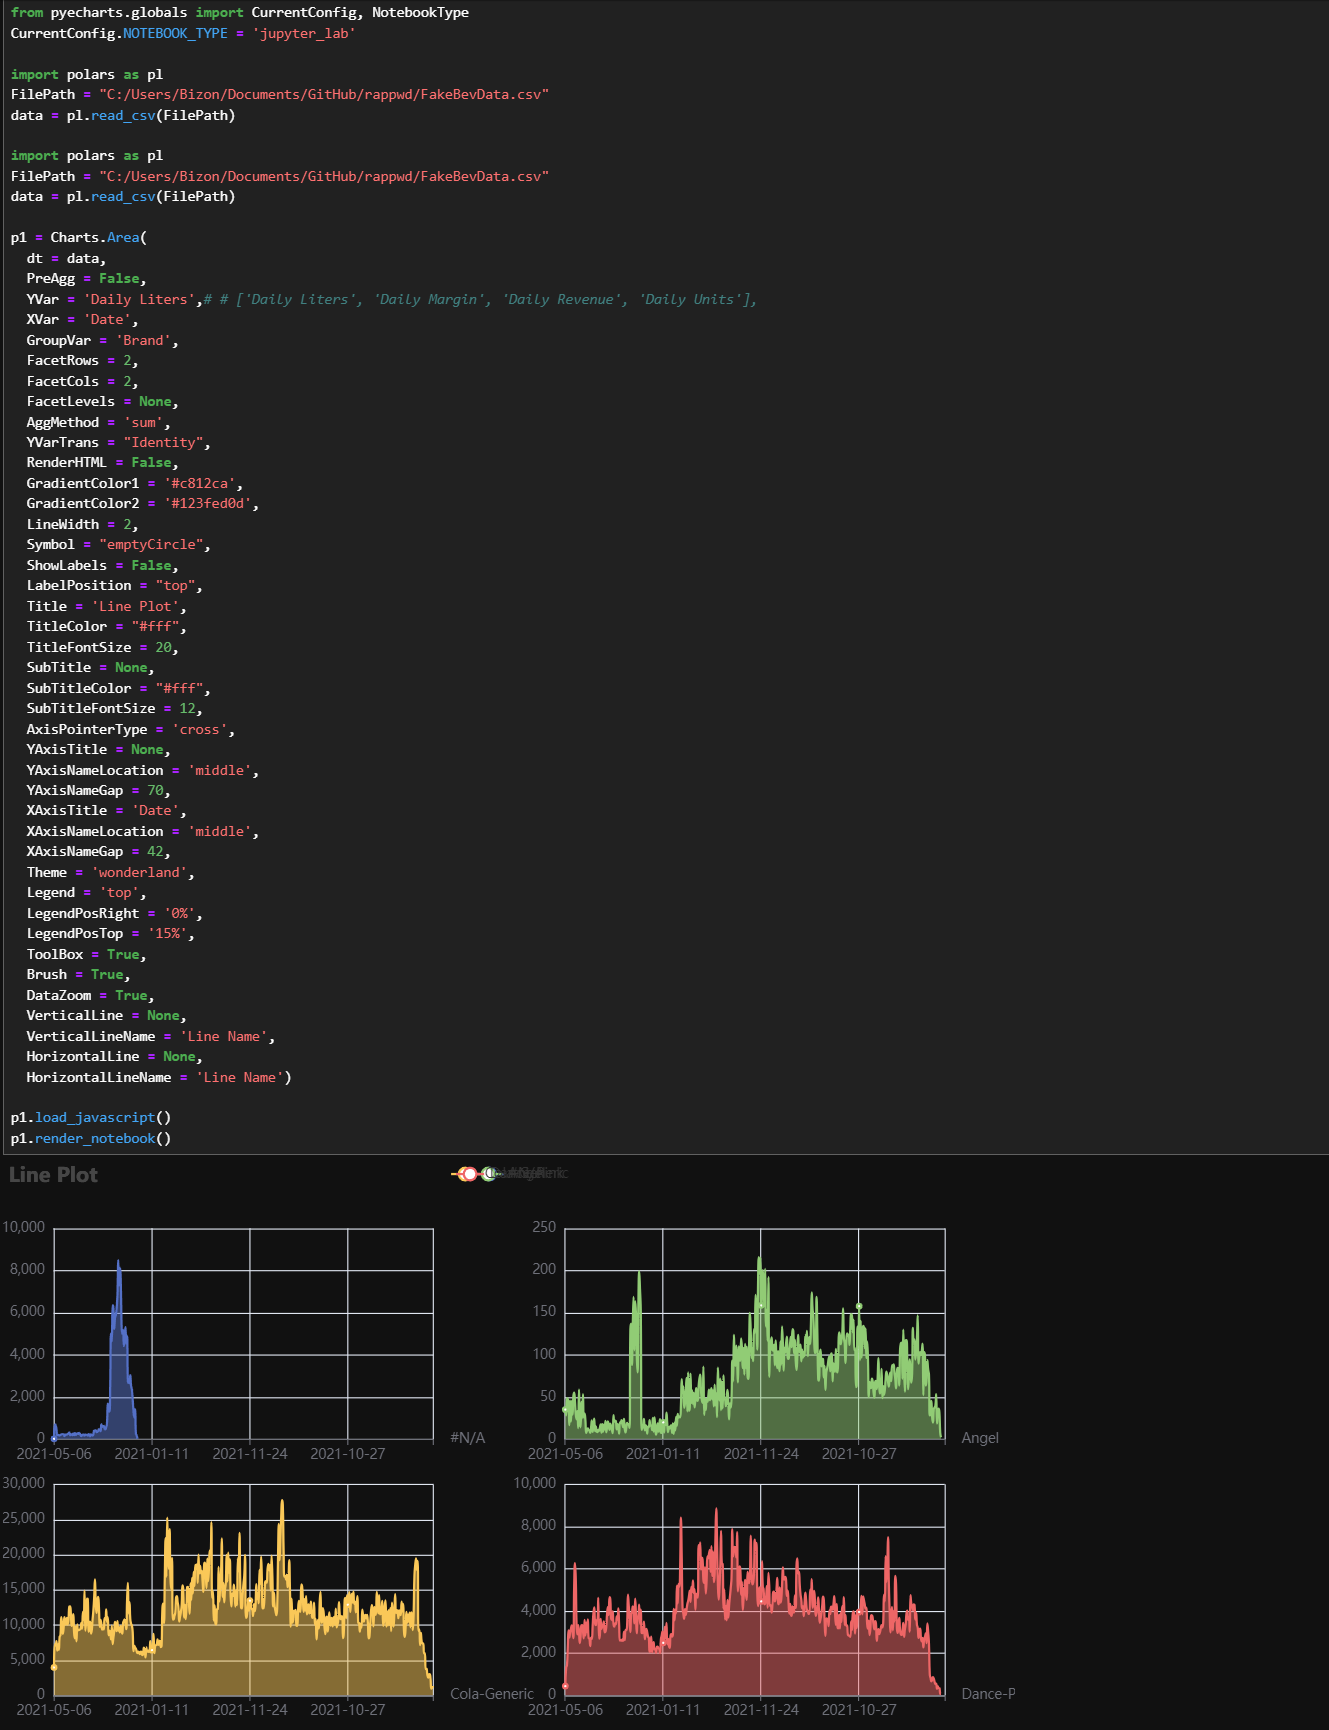 from pyecharts.globals import CurrentConfig, NotebookType
CurrentConfig.NOTEBOOK_TYPE = 'jupyter_lab'
import polars as pl
FilePath = "C:/Users/Bizon/Documents/GitHub/rappwd/FakeBevData.csv"
data = pl.read_csv(FilePath)
import polars as pl
FilePath = "C:/Users/Bizon/Documents/GitHub/rappwd/FakeBevData.csv"
data = pl.read_csv(FilePath)
p1 = Charts.Area(
dt = data,
PreAgg = False,
YVar = 'Daily Liters',# # ['Daily Liters', 'Daily Margin', 'Daily Revenue', 'Daily Units'],
XVar = 'Date',
GroupVar = 'Brand',
FacetRows = 2,
FacetCols = 2,
FacetLevels = None,
AggMethod = 'sum',
YVarTrans = "Identity",
RenderHTML = False,
GradientColor1 = '#c812ca',
GradientColor2 = '#123fed0d',
LineWidth = 2,
Symbol = "emptyCircle",
ShowLabels = False,
LabelPosition = "top",
Title = 'Line Plot',
TitleColor = "#fff",
TitleFontSize = 20,
SubTitle = None,
SubTitleColor = "#fff",
SubTitleFontSize = 12,
AxisPointerType = 'cross',
YAxisTitle = None,
YAxisNameLocation = 'middle',
YAxisNameGap = 70,
XAxisTitle = 'Date',
XAxisNameLocation = 'middle',
XAxisNameGap = 42,
Theme = 'wonderland',
Legend = 'top',
LegendPosRight = '0%',
LegendPosTop = '15%',
ToolBox = True,
Brush = True,
DataZoom = True,
VerticalLine = None,
VerticalLineName = 'Line Name',
HorizontalLine = None,
HorizontalLineName = 'Line Name')
p1.load_javascript()
p1.render_notebook()
Line Plot
10,000
8,000
6,000
4,000
2,000
0
2021-05-06 2021-01-11 2021-11-24 2021-10-27
#N/A
250
200
150
100
50
0
2021-05-06 2021-01-11 2021-11-24 2021-10-27
Angel
30,000
25,000
20,000
15,000
10,000
5,000
0
2021-05-06 2021-01-11 2021-11-24 2021-10-27
Cola-Generic
10,000
8,000
6,000
4,000
2,000
0
2021-05-06 2021-01-11 2021-11-24 2021-10-27
Dance-P